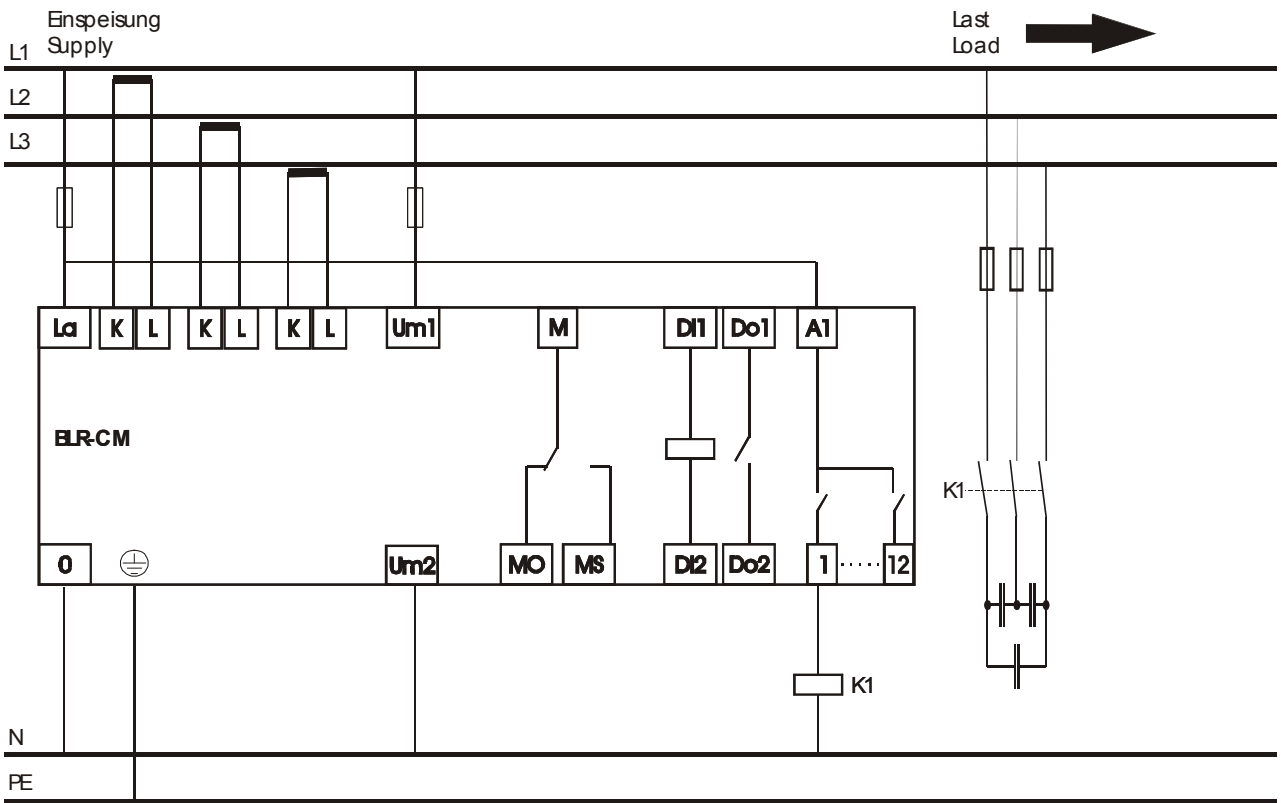 Einspeisung
Supply
Last
Load
L1
L2
L3
La K L K L K L Um1 M DI1 Do1 A1
BLR-CM
K1
0 Um2 MO MS DI2 Do2 1 ..... 12
K1
N
PE